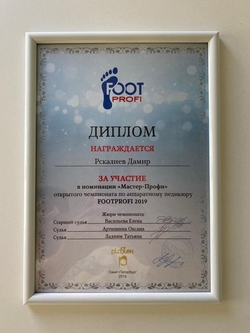 FOOT
PROFI
ДИПЛОМ
НАГРАЖДАЕТСЯ
Рскалиев Дамир
ЗА УЧАСТИЕ
в номинации «Мастер-Профи»
открытого чемпионата по аппаратному педикюру
FOOTPROFI 2019
Жюри чемпионата:
Старший судья Васильева Елена
Судья Артюшина Оксана
Судья Ладнюк Татьяна
Санкт-Петербург
2019